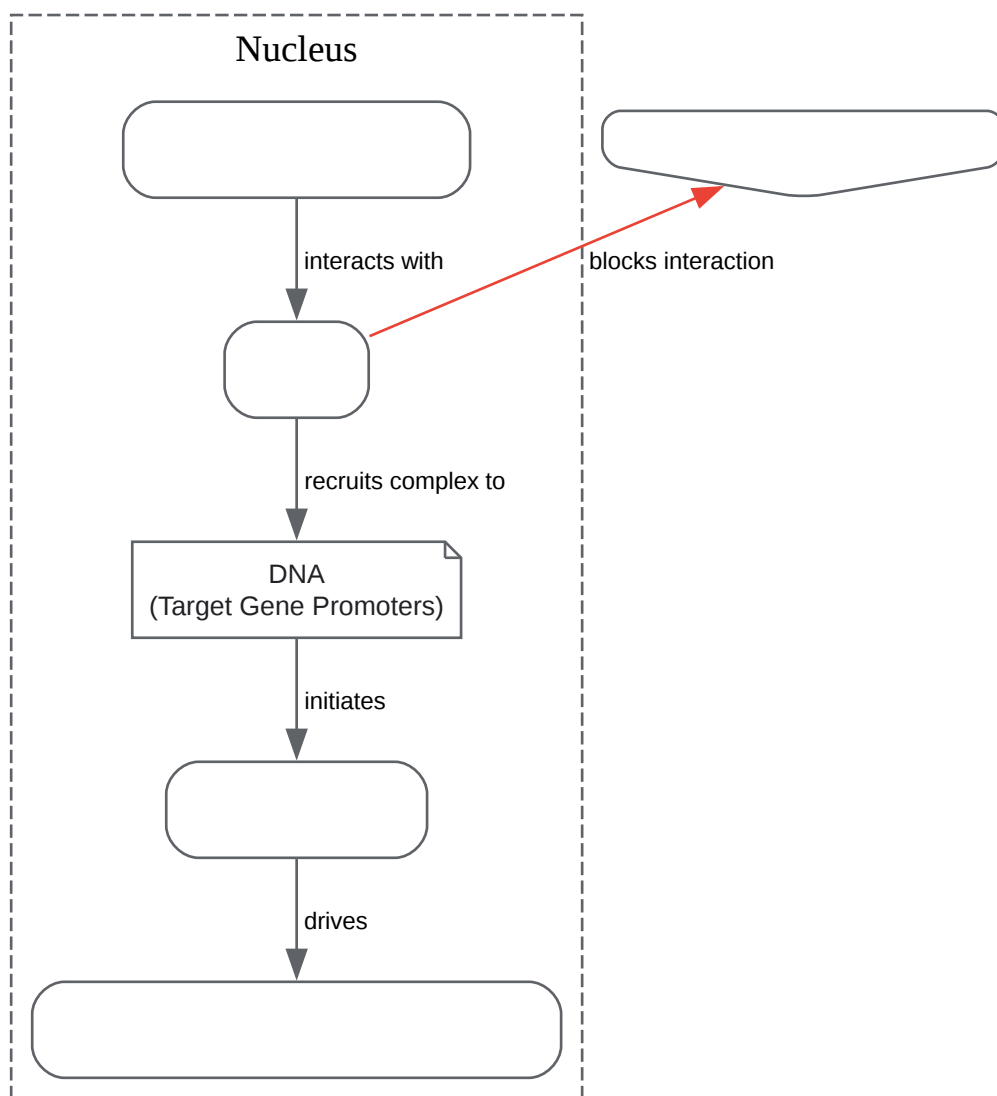 Nucleus
interacts with
blocks interaction
recruits complex to
DNA
(Target Gene Promoters)
initiates
drives